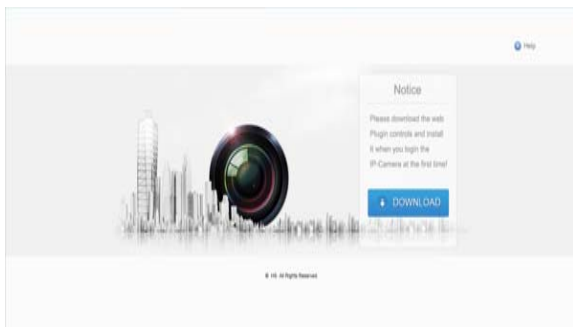 Help
Notice
Please download the web
Plugin controls and install
it when you login the
IP-Camera at the first time!
DOWNLOAD
All Rights Reserved